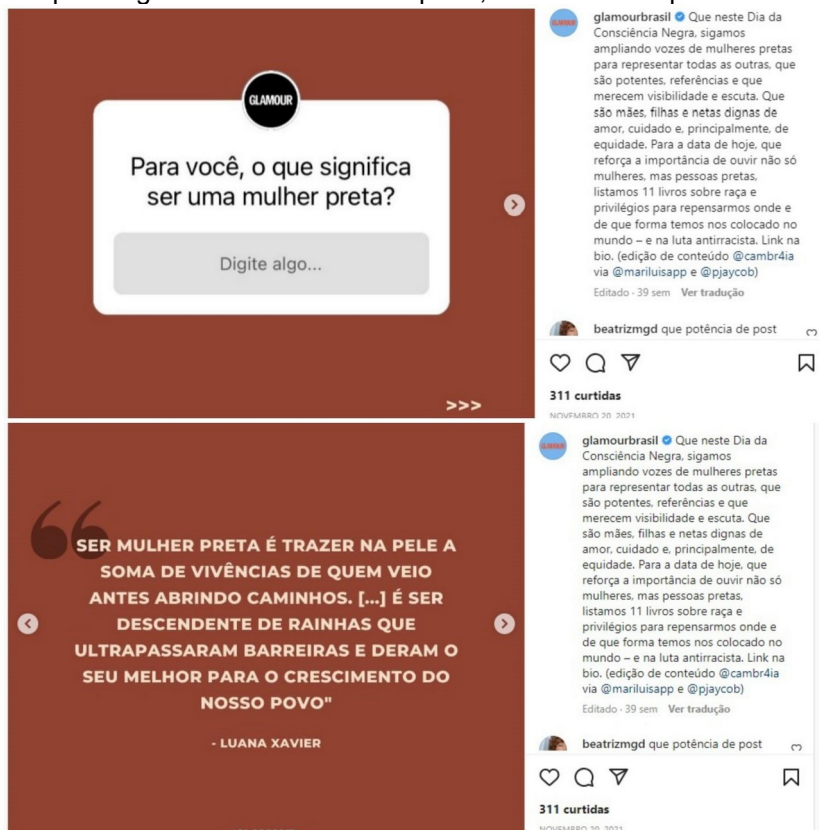 GLAMOUR
Para você, o que significa
ser uma mulher preta?
Digite algo...
>>>
glamourbrasil Que neste Dia da
Consciência Negra, sigamos
ampliando vozes de mulheres pretas
para representar todas as outras, que
são potentes, referências e que
merecem visibilidade e escuta. Que
são mães, filhas e netas dignas de
amor, cuidado e, principalmente, de
equidade. Para a data de hoje, que
reforça a importância de ouvir não só
mulheres, mas pessoas pretas,
listamos 11 livros sobre raça e
privilégios para repensarmos onde e
de que forma temos nos colocado no
mundo – e na luta antirracista. Link na
bio. (edição de conteúdo @cambr4ia
via @mariluisapp e @pjaycob)
Editado · 39 sem Ver tradução
beatrizmgd que potência de post
311 curtidas
NOVEMBRO 20, 2021
SER MULHER PRETA É TRAZER NA PELE A
SOMA DE VIVÊNCIAS DE QUEM VEIO
ANTES ABRINDO CAMINHOS. [...] É SER
DESCENDENTE DE RAINHAS QUE
ULTRAPASSARAM BARREIRAS E DERAM O
SEU MELHOR PARA O CRESCIMENTO DO
NOSSO POVO"
- LUANA XAVIER
glamourbrasil Que neste Dia da
Consciência Negra, sigamos
ampliando vozes de mulheres pretas
para representar todas as outras, que
são potentes, referências e que
merecem visibilidade e escuta. Que
são mães, filhas e netas dignas de
amor, cuidado e, principalmente, de
equidade. Para a data de hoje, que
reforça a importância de ouvir não só
mulheres, mas pessoas pretas,
listamos 11 livros sobre raça e
privilégios para repensarmos onde e
de que forma temos nos colocado no
mundo – e na luta antirracista. Link na
bio. (edição de conteúdo @cambr4ia
via @mariluisapp e @pjaycob)
Editado · 39 sem Ver tradução
beatrizmgd que potência de post
311 curtidas
NOVEMBRO 20, 2021